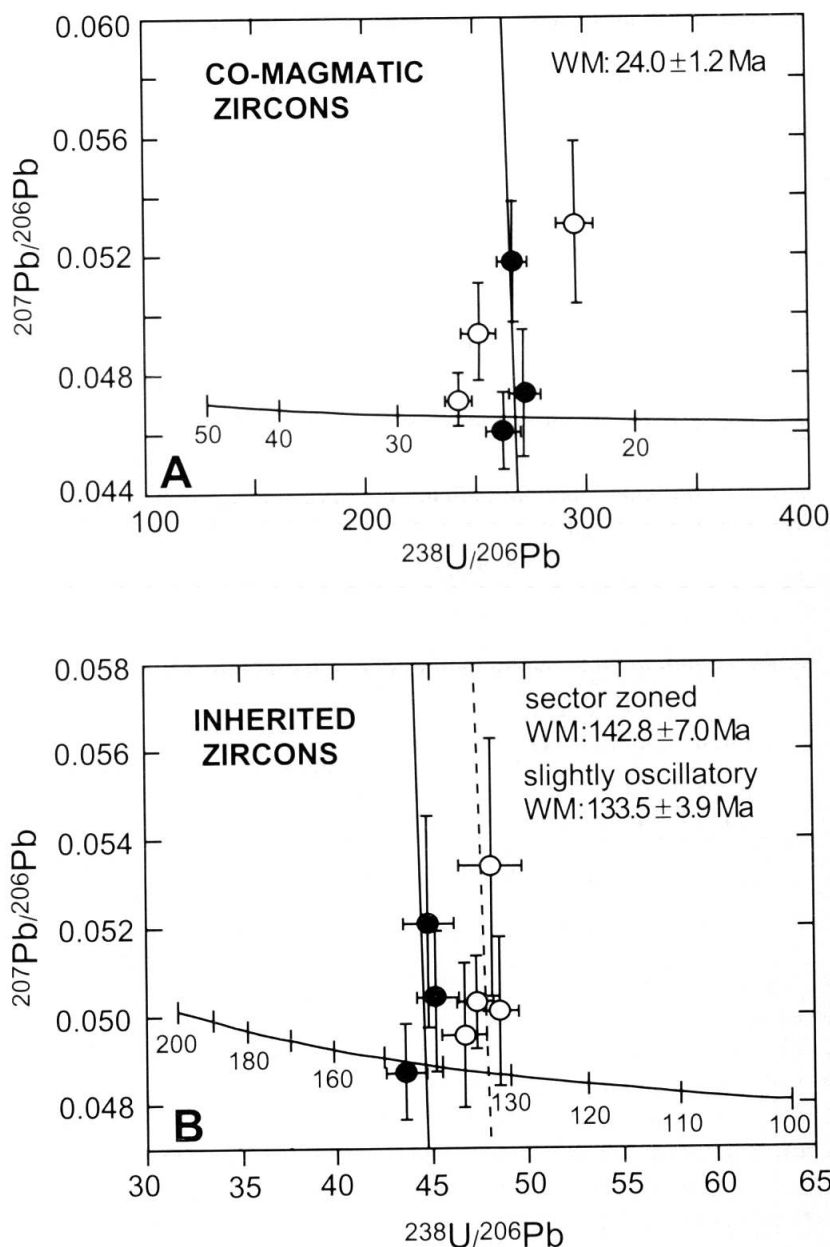 0.060
0.056
0.052
0.048
0.044
207Pb/206Pb
CO-MAGMATIC
ZIRCONS
WM: 24.0±1.2 Ma
50
40
30
20
A
100
200
300
400
238U/206Pb
0.058
0.056
0.054
0.052
0.050
0.048
207Pb/206Pb
INHERITED
ZIRCONS
sector zoned
WM:142.8±7.0 Ma
slightly oscillatory
WM:133.5±3.9 Ma
200
180
160
130
120
110
100
B
30
35
40
45
50
55
60
65
238U/206Pb